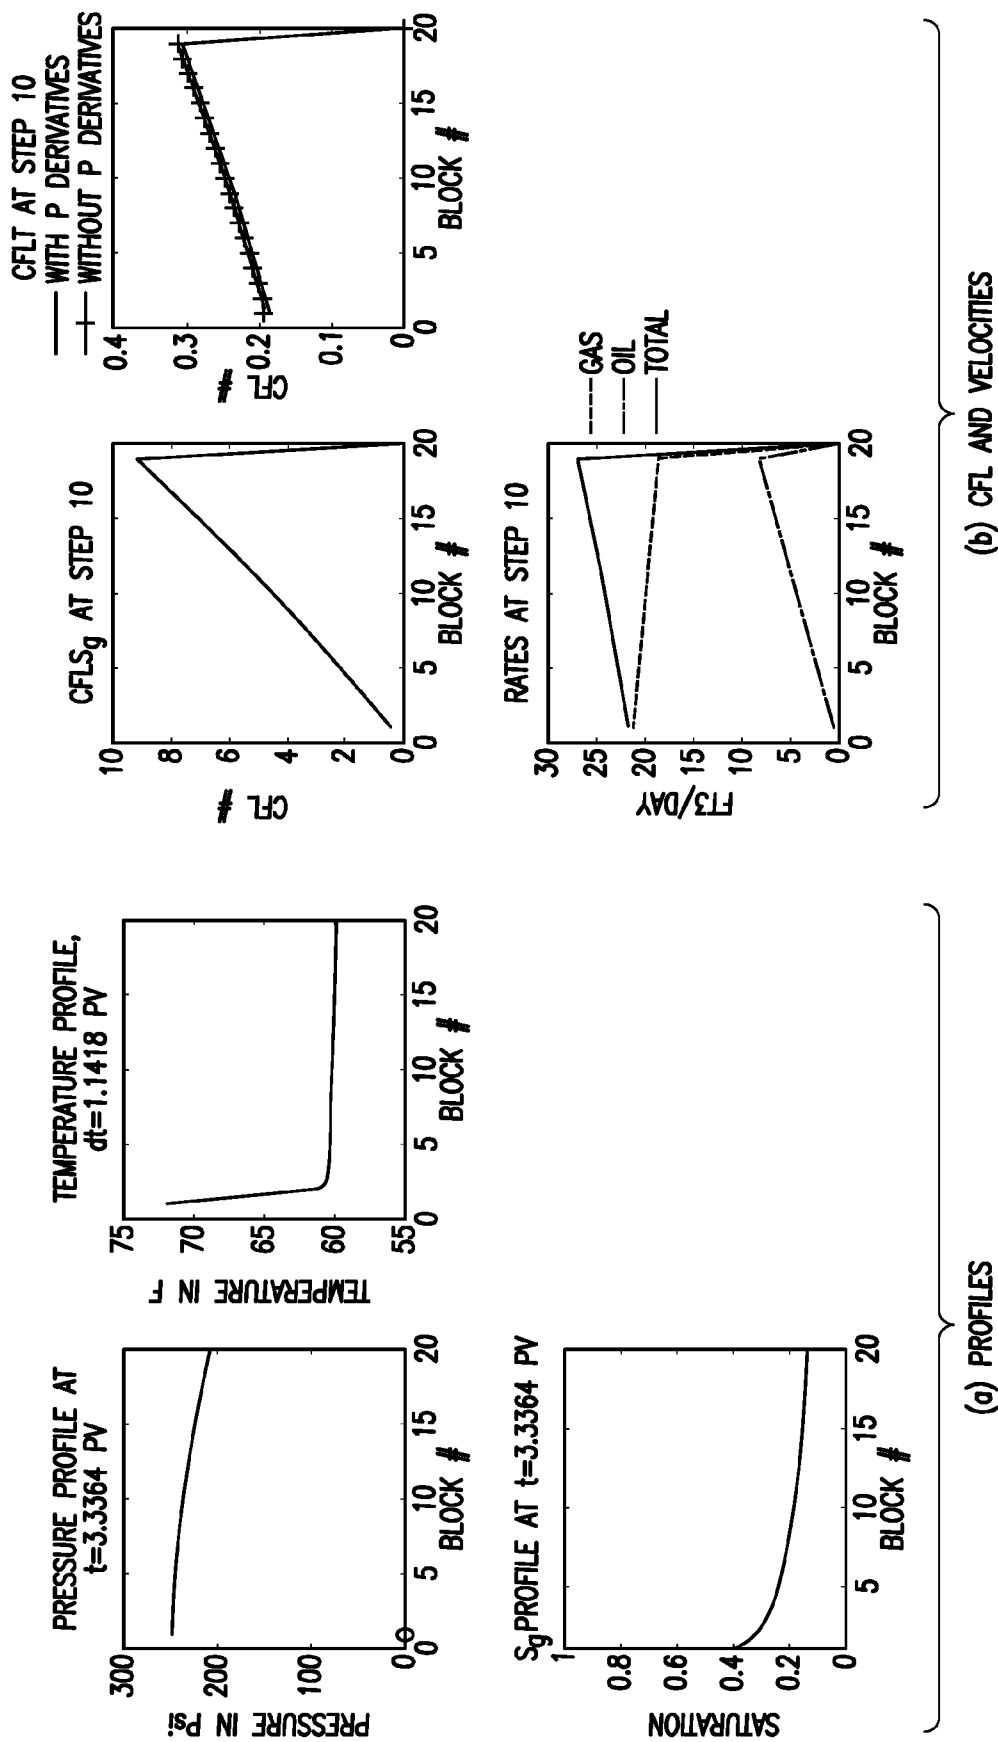 PRESSURE PROFILE AT
t=3.3364 PV
PRESSURE IN Psi
300
200
100
0
0
5
10
15
20
BLOCK #
TEMPERATURE PROFILE,
dt=1.1418 PV
TEMPERATURE IN F
75
70
65
60
55
0
5
10
15
20
BLOCK #
Sg PROFILE AT t=3.3364 PV
SATURATION
1
0.8
0.6
0.4
0.2
0
5
10
15
20
BLOCK #
(a) PROFILES
CFLSg AT STEP 10
CFL #
10
8
6
4
2
0
0
5
10
15
20
BLOCK #
CFLT AT STEP 10
WITH P DERIVATIVES
WITHOUT P DERIVATIVES
CFL #
0.4
0.3
0.2
0.1
0
0
5
10
15
20
BLOCK #
RATES AT STEP 10
FT3/DAY
30
25
20
15
10
5
0
0
5
10
15
20
BLOCK #
GAS
OIL
TOTAL
(b) CFL AND VELOCITIES